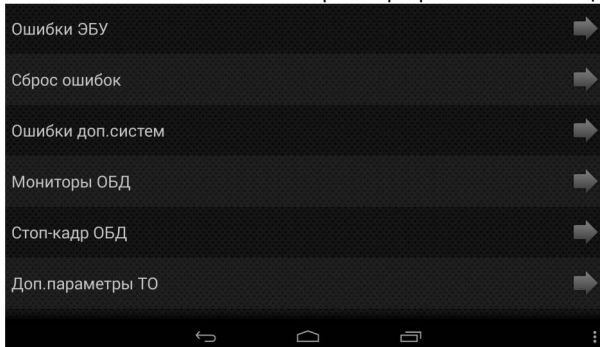 Ошибки ЭБУ
Сброс ошибок
Ошибки доп.систем
Мониторы ОБД
Стоп-кадр ОБД
Доп.параметры ТО